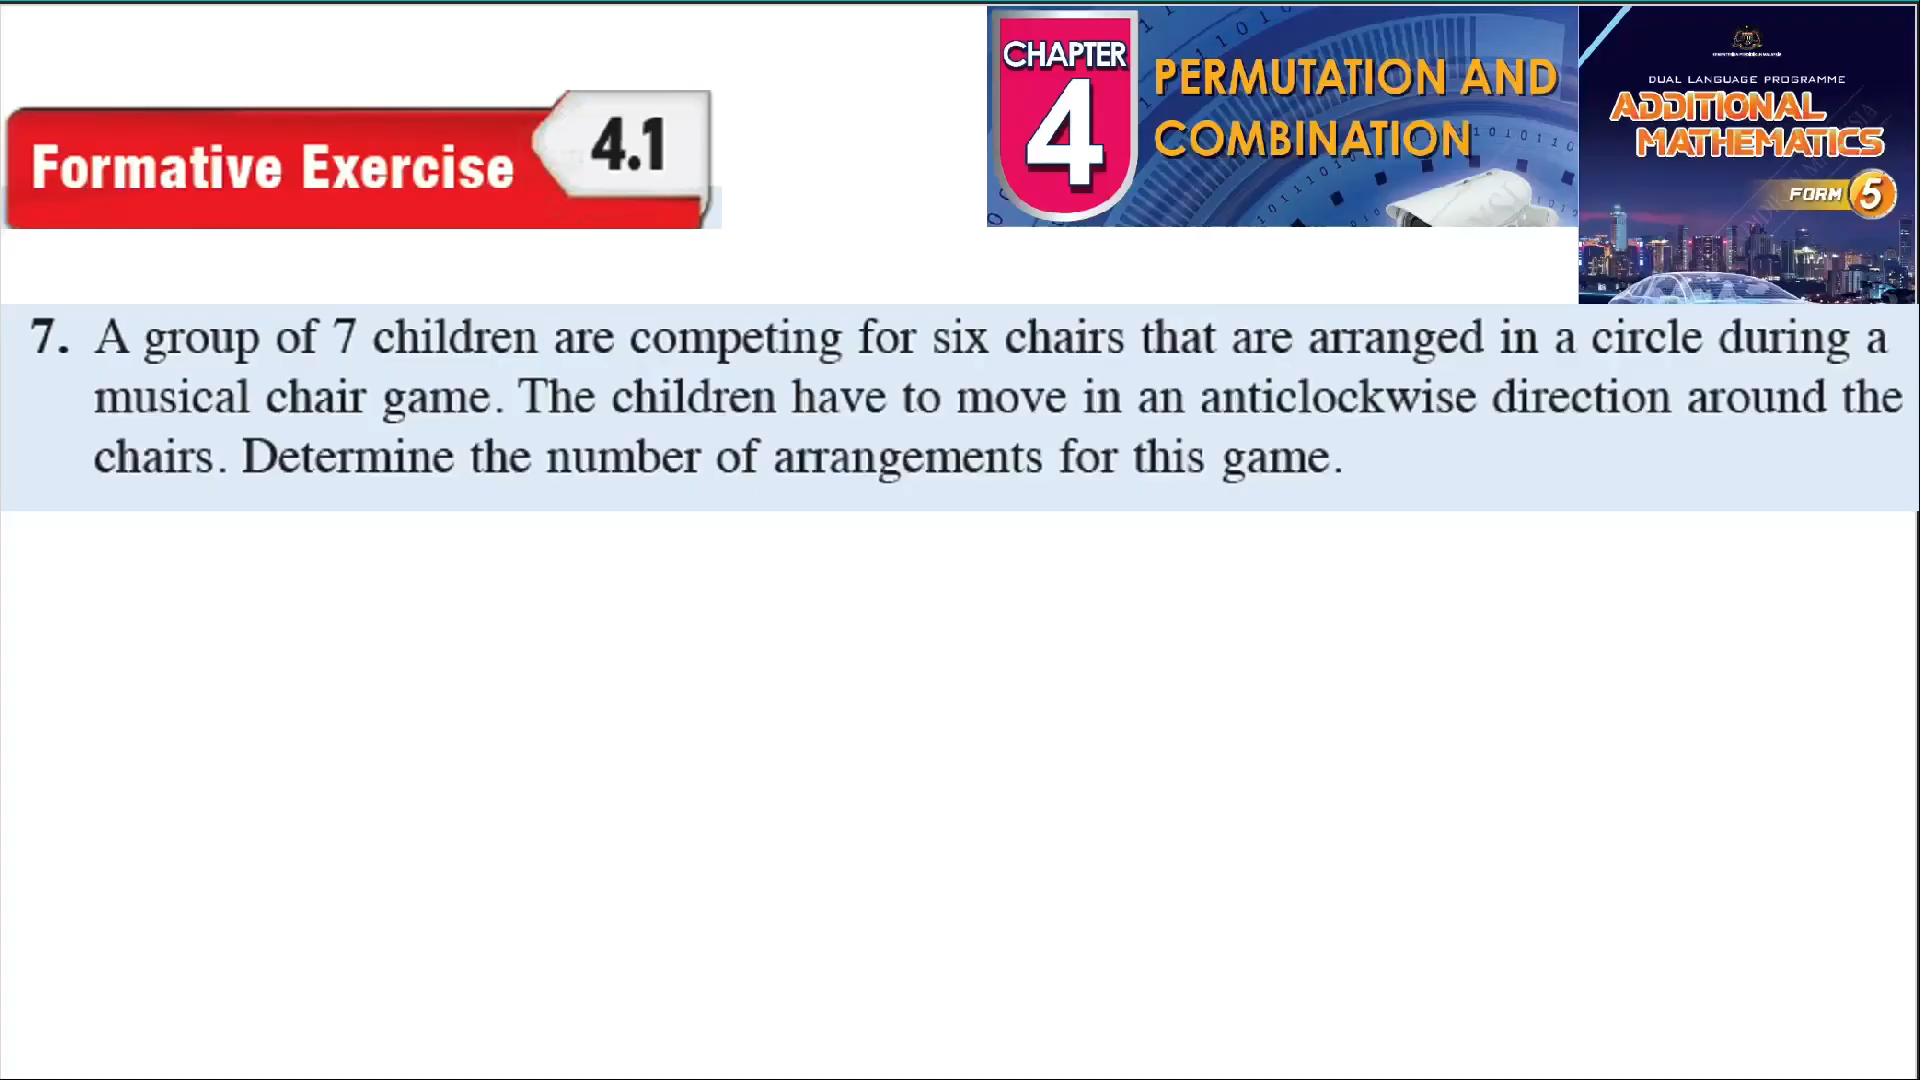 CHAPTER
4
PERMUTATION AND
COMBINATION
DUAL LANGUAGE PROGRAMME
ADDITIONAL
MATHEMATICS
FORM 5
Formative Exercise 4.1
7. A group of 7 children are competing for six chairs that are arranged in a circle during a
musical chair game. The children have to move in an anticlockwise direction around the
chairs. Determine the number of arrangements for this game.